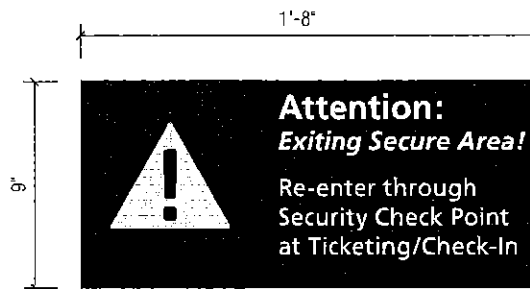 1'-8"
9"
Attention:
Exiting Secure Area!
Re-enter through
Security Check Point
at Ticketing/Check-In